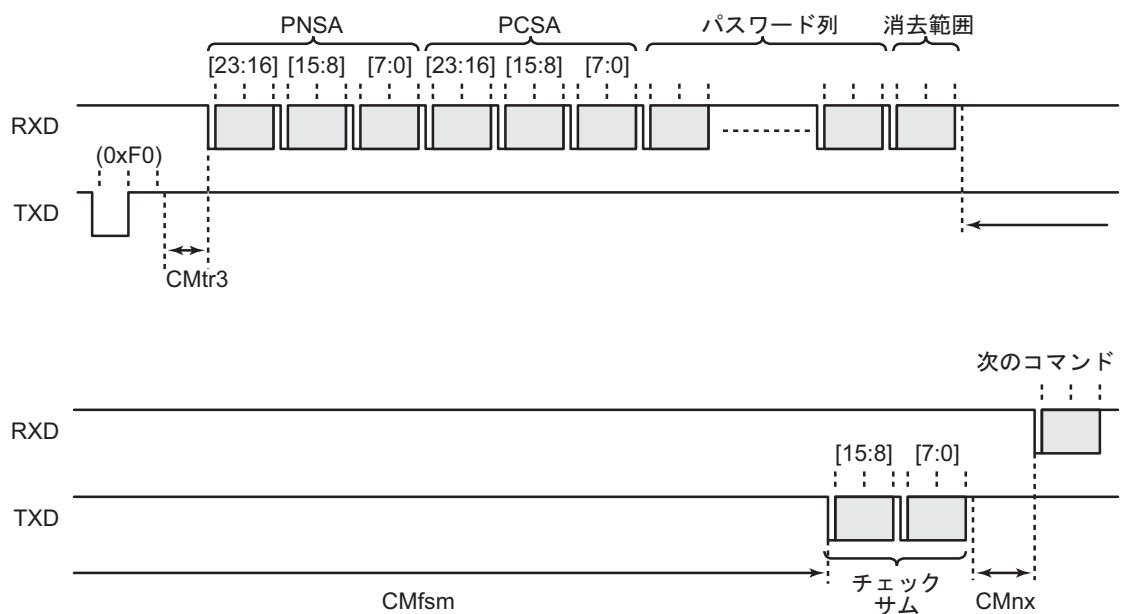 PNSA PCSA パスワード列 消去範囲
[23:16] [15:8] [7:0] [23:16] [15:8] [7:0]
RXD
(0xF0)
TXD
CMtr3
次のコマンド
RXD
[15:8] [7:0]
TXD
CMfsm チェック サム CMnx